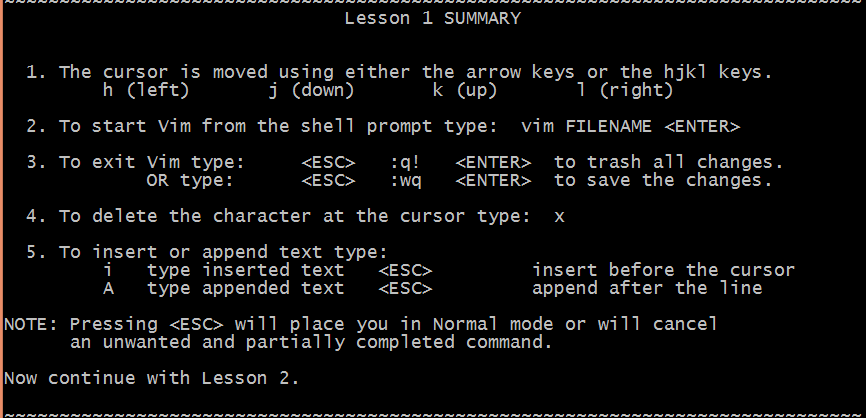 ~~~~~~~~~~~~~~~~~~~~~~~~~~~~~~~~~~~~~~~~~~~~~~~~~~~~~~~~~~~~~~~~~~~~~~~~~~~~~~
Lesson 1 SUMMARY
1. The cursor is moved using either the arrow keys or the hjkl keys.
h (left) j (down) k (up) l (right)
2. To start Vim from the shell prompt type: vim FILENAME <ENTER>
3. To exit Vim type: <ESC> :q! <ENTER> to trash all changes.
OR type: <ESC> :wq <ENTER> to save the changes.
4. To delete the character at the cursor type: x
5. To insert or append text type:
i type inserted text <ESC> insert before the cursor
A type appended text <ESC> append after the line
NOTE: Pressing <ESC> will place you in Normal mode or will cancel
an unwanted and partially completed command.
Now continue with Lesson 2.
~~~~~~~~~~~~~~~~~~~~~~~~~~~~~~~~~~~~~~~~~~~~~~~~~~~~~~~~~~~~~~~~~~~~~~~~~~~~~~